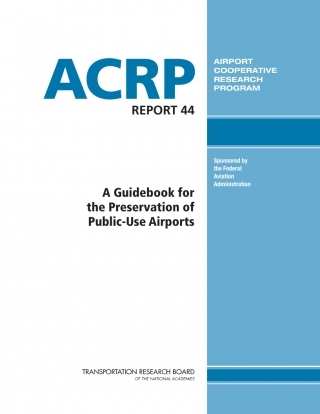 ACRP
REPORT 44
AIRPORT
COOPERATIVE
RESEARCH
PROGRAM
Sponsored by
the Federal
Aviation
Administration
A Guidebook for
the Preservation of
Public-Use Airports
TRANSPORTATION RESEARCH BOARD
OF THE NATIONAL ACADEMIES